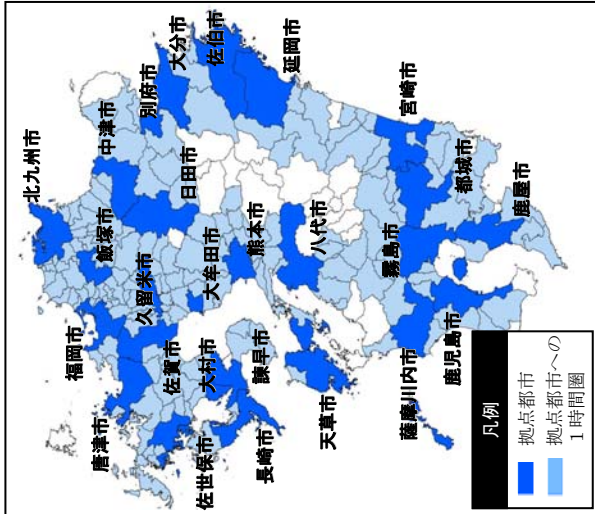 北九州市
福岡市
唐津市
飯塚市
中津市
別府市
大分市
佐伯市
久留米市
日田市
佐賀市
佐世保市
大村市
大牟田市
諫早市
長崎市
熊本市
延岡市
天草市
八代市
宮崎市
霧島市
都城市
薩摩川内市
鹿児島市
鹿屋市
凡例
拠点都市
拠点都市への
1時間圏